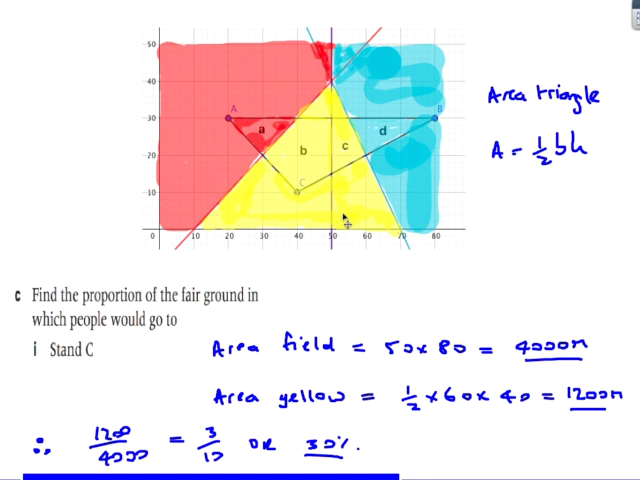 50
40
30
20
10
A
B
C
a
b
c
d
0 10 20 30 40 50 60 70 80
Area triangle
A = 1/2 bh
c Find the proportion of the fair ground in
which people would go to
i Stand C
Area field = 50 x 80 = 4000m
Area yellow = 1/2 x 60 x 40 = 1200m
∴ 1200/4000 = 3/10 OR 30%.